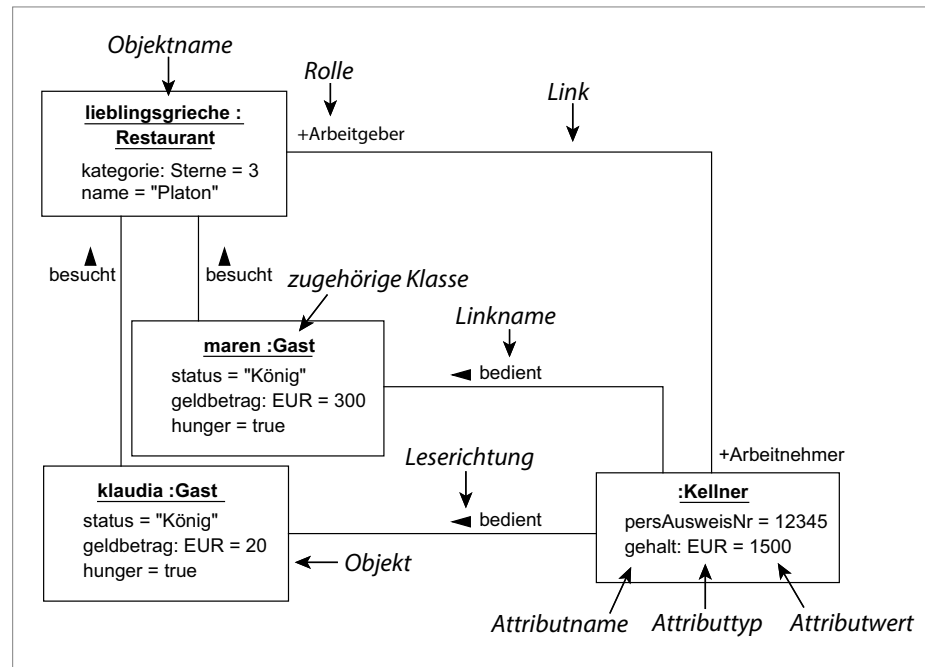 Objektname
Rolle
Link
lieblingsgrieche :
Restaurant
+Arbeitgeber
kategorie: Sterne = 3
name = "Platon"
besucht
besucht
zugehörige Klasse
Linkname
maren :Gast
bedient
status = "König"
geldbetrag: EUR = 300
hunger = true
Leserichtung
+Arbeitnehmer
klaudia :Gast
:Kellner
status = "König"
bedient
persAusweisNr = 12345
geldbetrag: EUR = 20
gehalt: EUR = 1500
hunger = true
Objekt
Attributname
Attributtyp
Attributwert